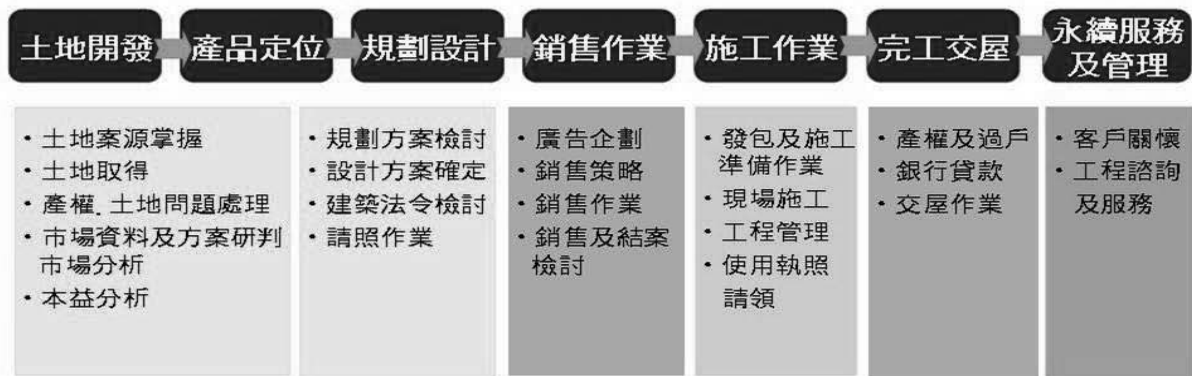 土地開發
產品定位
規劃設計
銷售作業
施工作業
完工交屋
永續服務
及管理
• 土地案源掌握
• 土地取得
• 產權.土地問題處理
• 市場資料及方案研判
市場分析
• 本益分析
• 規劃方案檢討
• 設計方案確定
• 建築法令檢討
• 請照作業
• 廣告企劃
• 銷售策略
• 銷售作業
• 銷售及結案
檢討
• 發包及施工
準備作業
• 現場施工
• 工程管理
• 使用執照
請領
• 產權及過戶
• 銀行貸款
• 交屋作業
• 客戶關懷
• 工程諮詢
及服務